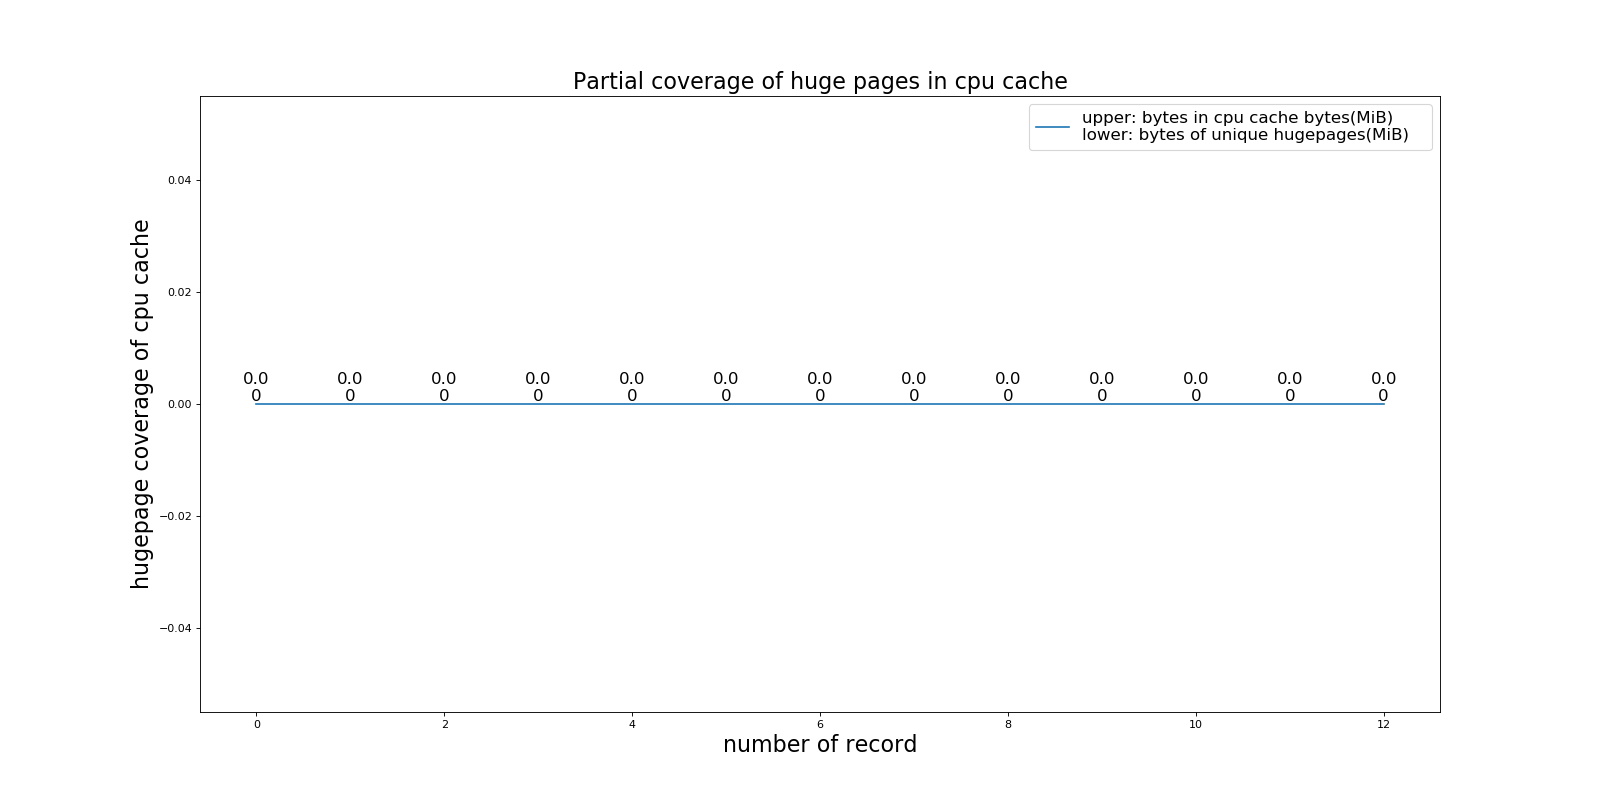 Partial coverage of huge pages in cpu cache
upper: bytes in cpu cache bytes(MiB)
lower: bytes of unique hugepages(MiB)
hugepage coverage of cpu cache
0.04
0.02
0.00
−0.02
−0.04
0.0 0.0 0.0 0.0 0.0 0.0 0.0 0.0 0.0 0.0 0.0 0.0 0.0
0 0 0 0 0 0 0 0 0 0 0 0 0
0 2 4 6 8 10 12
number of record